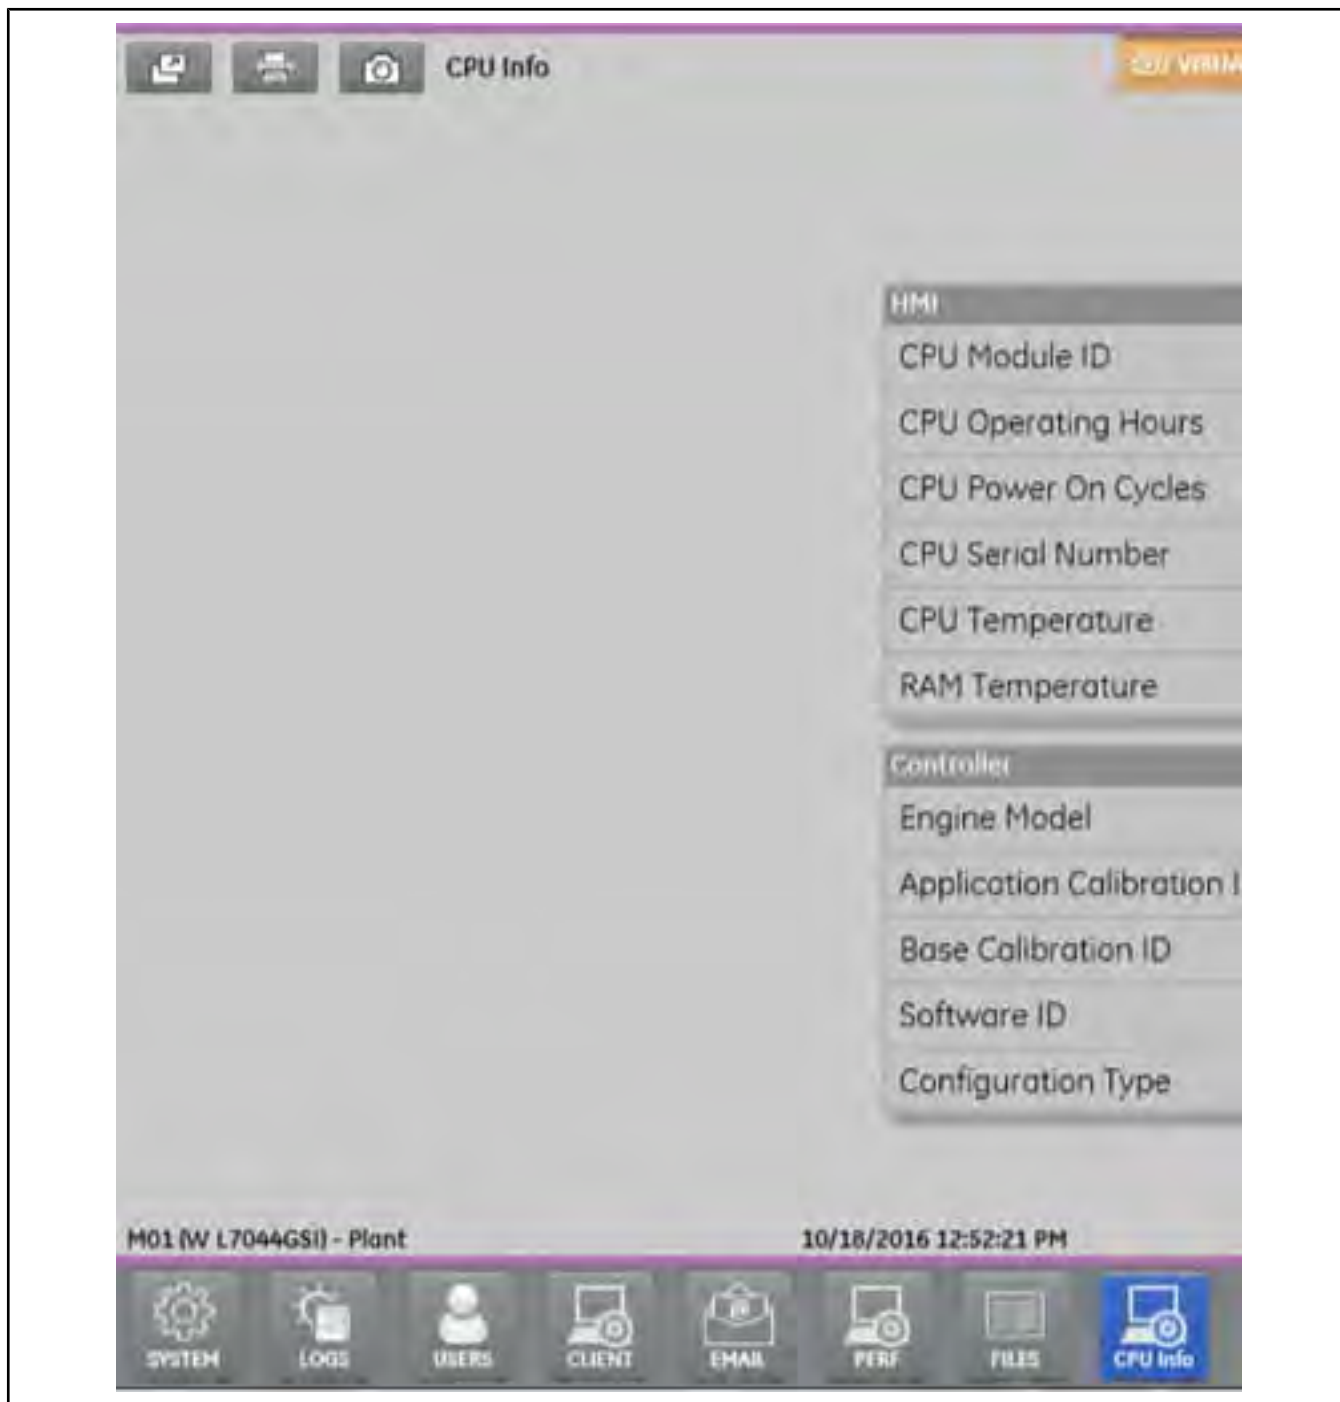 CPU Info
HMI
CPU Module ID
CPU Operating Hours
CPU Power On Cycles
CPU Serial Number
CPU Temperature
RAM Temperature
Controller
Engine Model
Application Calibration I
Base Calibration ID
Software ID
Configuration Type
M01 (W L7044GSI) - Plant 10/18/2016 12:52:21 PM
SYSTEM LOGS USERS CLIENT EMAIL PERF FILES CPU Info